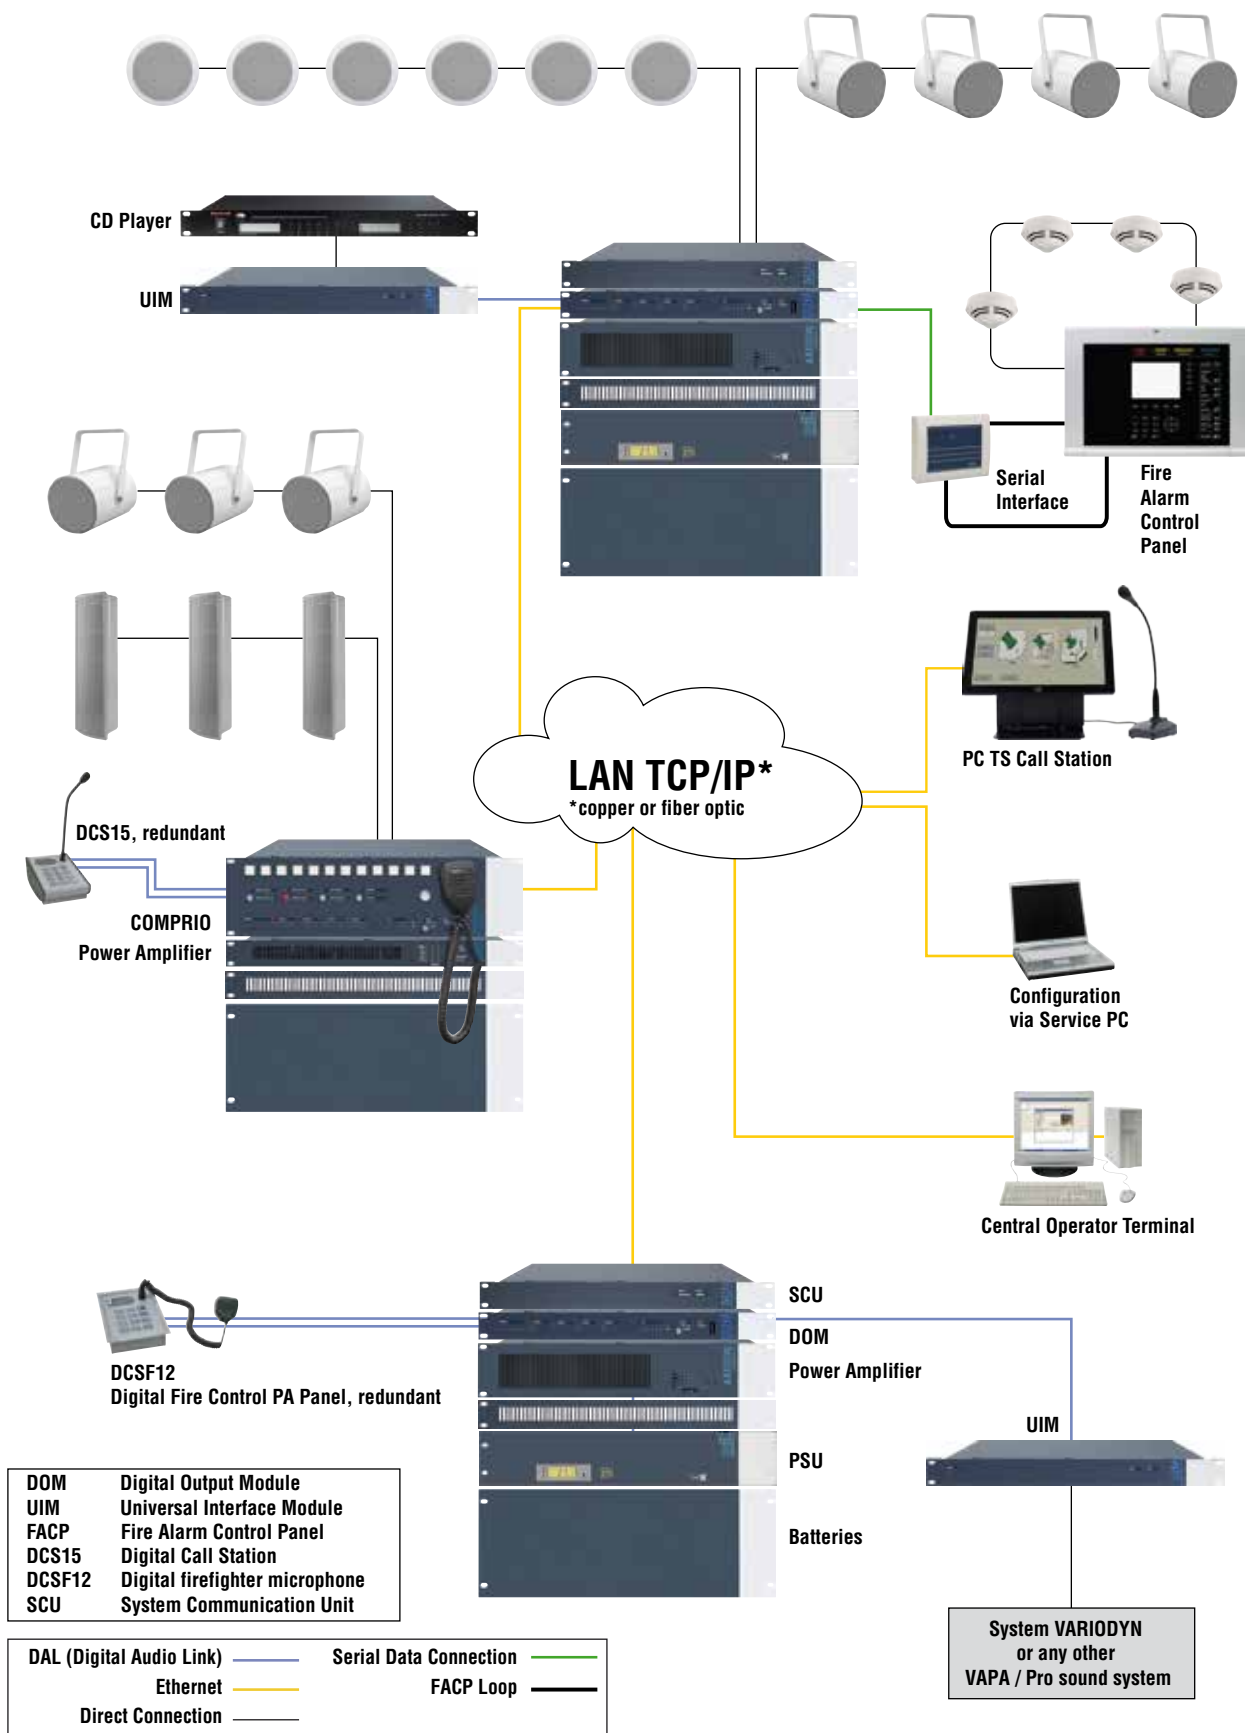 CD Player
UIM
Serial
Interface
Fire
Alarm
Control
Panel
PC TS Call Station
LAN TCP/IP*
*copper or fiber optic
DCS15, redundant
COMPRIO
Power Amplifier
Configuration
via Service PC
Central Operator Terminal
SCU
DOM
Power Amplifier
DCSF12
Digital Fire Control PA Panel, redundant
UIM
PSU
Batteries
DOM Digital Output Module
UIM Universal Interface Module
FACP Fire Alarm Control Panel
DCS15 Digital Call Station
DCSF12 Digital firefighter microphone
SCU System Communication Unit
System VARIODYN
or any other
VAPA / Pro sound system
DAL (Digital Audio Link) Serial Data Connection
Ethernet FACP Loop
Direct Connection